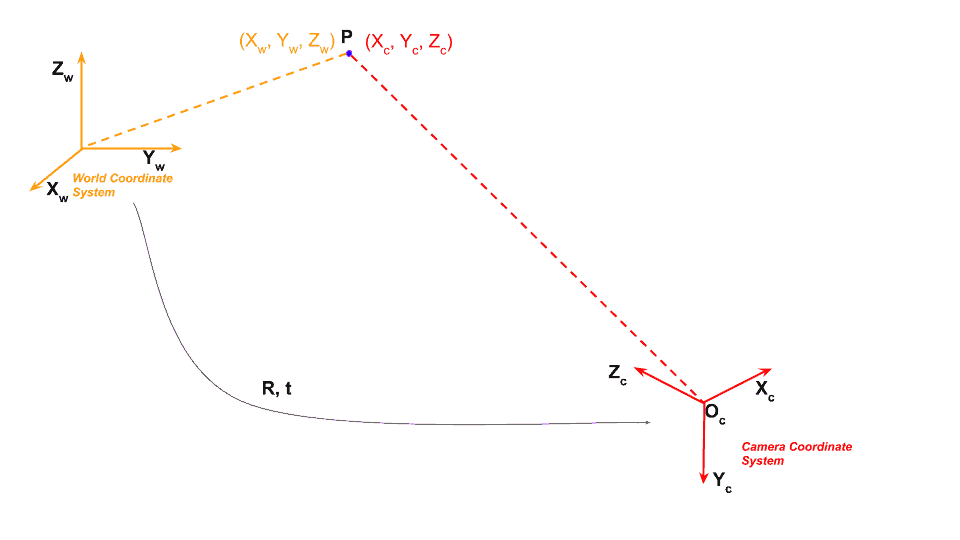 P
(Xw, Yw, Zw)
(Xc, Yc, Zc)
Zw
Yw
Xw
World Coordinate
System
R, t
Zc
Xc
Oc
Camera Coordinate
System
Yc